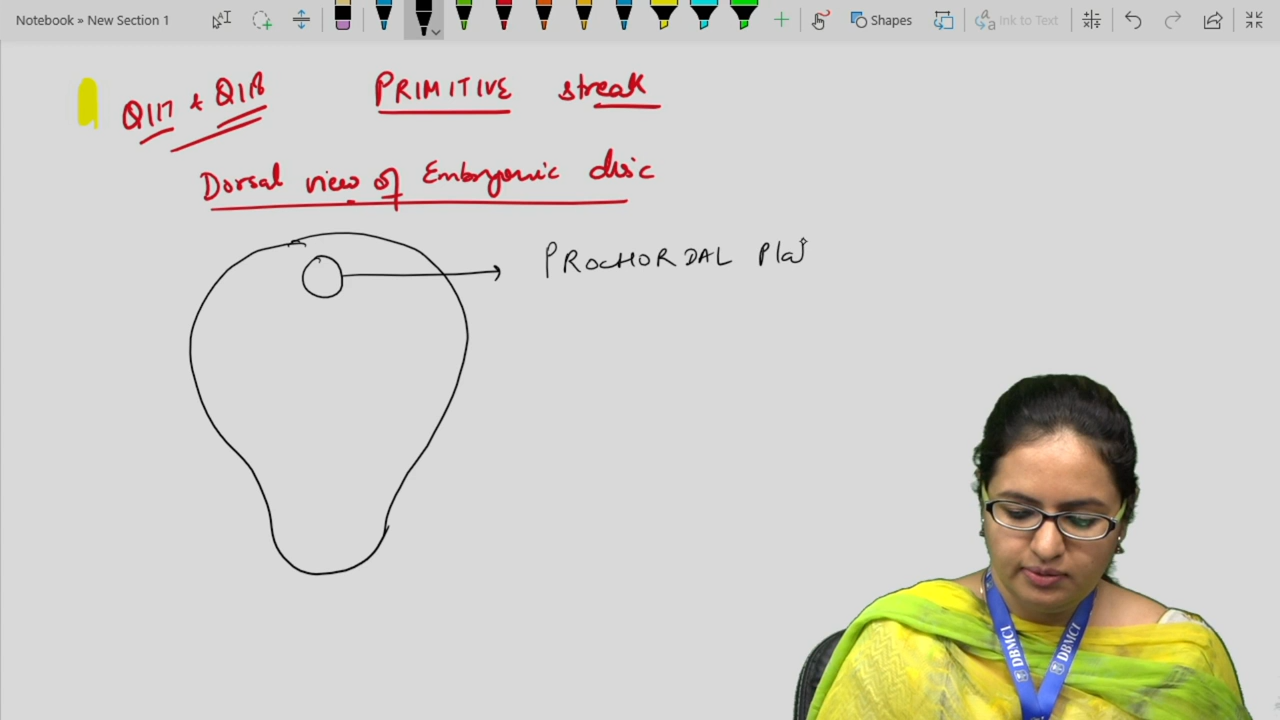 Notebook » New Section 1
Shapes
Ink to Text
Q117 & Q118
PRIMITIVE streak
Dorsal view of Embryonic disc
PROCHORDAL Pla
DBMCI
DBMCI